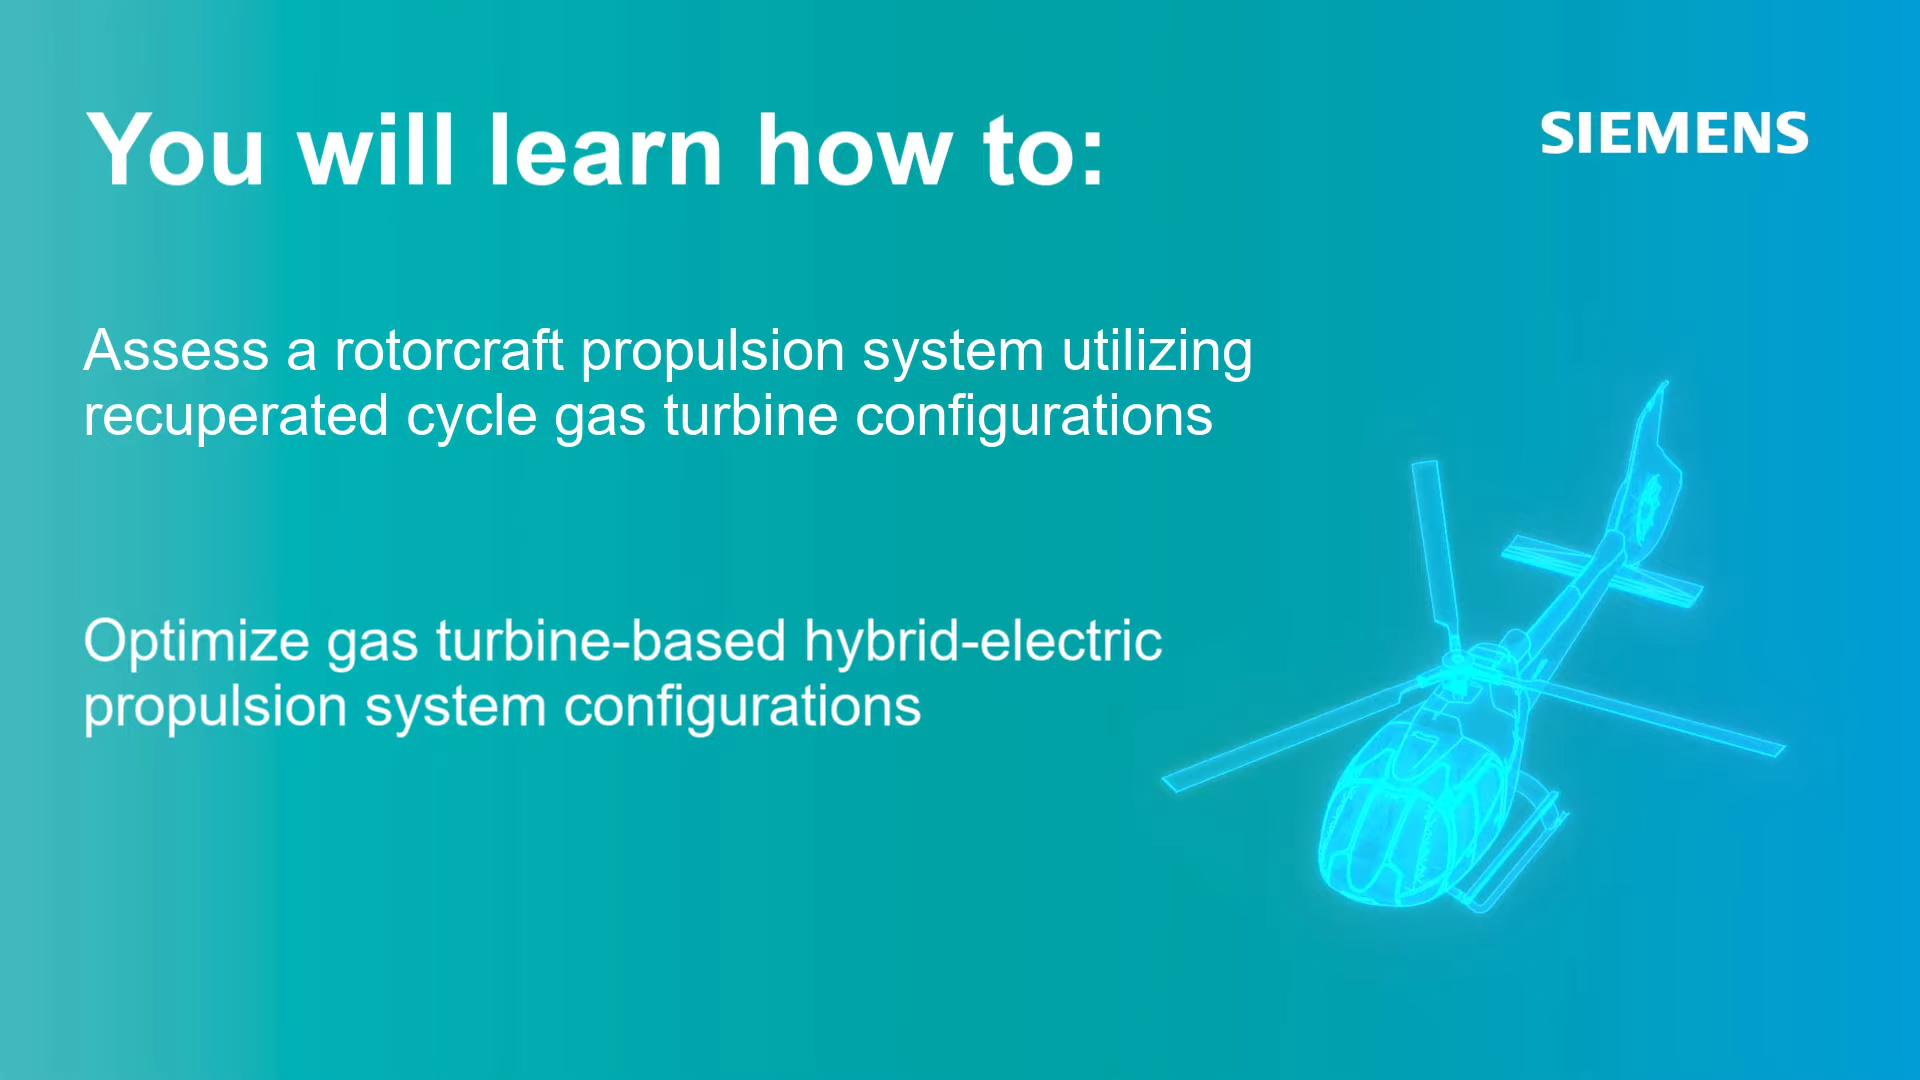 You will learn how to:
SIEMENS
Assess a rotorcraft propulsion system utilizing
recuperated cycle gas turbine configurations
Optimize gas turbine-based hybrid-electric
propulsion system configurations